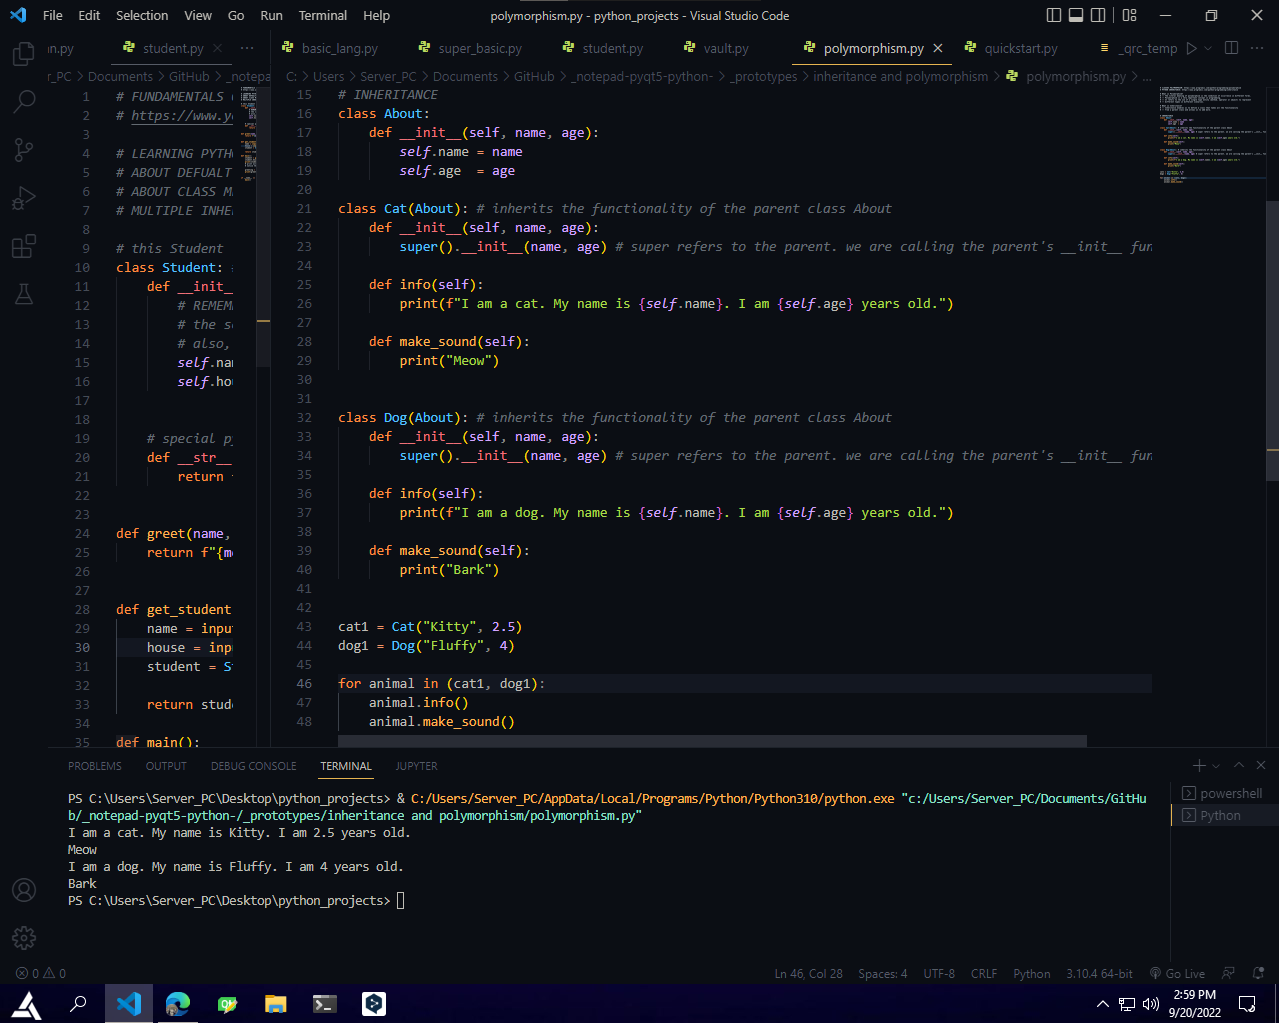 File Edit Selection View Go Run Terminal Help polymorphism.py - python_projects - Visual Studio Code
student.py ··· basic_lang.py super_basic.py student.py vault.py polymorphism.py quickstart.py _qrc_temp ···
r_PC > Documents > GitHub > _notepa
C: > Users > Server_PC > Documents > GitHub > _notepad-pyqt5-python- > _prototypes > inheritance and polymorphism > polymorphism.py > ...
1 # FUNDAMENTALS
2 # https://www.y
3
4 # LEARNING PYTH
5 # ABOUT DEFUALT
6 # ABOUT CLASS M
7 # MULTIPLE INHE
8
9 # this Student
10 class Student:
11 def __init__
12 # REMEM
13 # the s
14 # also,
15 self.na
16 self.ho
17
18
19 # special p
20 def __str__
21 return
22
23
24 def greet(name,
25 return f"{m
26
27
28 def get_student
29 name = inpu
30 house = inp
31 student = S
32
33 return stud
34
35 def main():
15 # INHERITANCE
16 class About:
17 def __init__(self, name, age):
18 self.name = name
19 self.age = age
20
21 class Cat(About): # inherits the functionality of the parent class About
22 def __init__(self, name, age):
23 super().__init__(name, age) # super refers to the parent. we are calling the parent's __init__ fun
24
25 def info(self):
26 print(f"I am a cat. My name is {self.name}. I am {self.age} years old.")
27
28 def make_sound(self):
29 print("Meow")
30
31
32 class Dog(About): # inherits the functionality of the parent class About
33 def __init__(self, name, age):
34 super().__init__(name, age) # super refers to the parent. we are calling the parent's __init__ fun
35
36 def info(self):
37 print(f"I am a dog. My name is {self.name}. I am {self.age} years old.")
38
39 def make_sound(self):
40 print("Bark")
41
42
43 cat1 = Cat("Kitty", 2.5)
44 dog1 = Dog("Fluffy", 4)
45
46 for animal in (cat1, dog1):
47 animal.info()
48 animal.make_sound()
PROBLEMS OUTPUT DEBUG CONSOLE TERMINAL JUPYTER
PS C:\Users\Server_PC\Desktop\python_projects> & C:/Users/Server_PC/AppData/Local/Programs/Python/Python310/python.exe "c:/Users/Server_PC/Documents/GitHu
b/_notepad-pyqt5-python-/_prototypes/inheritance and polymorphism/polymorphism.py"
I am a cat. My name is Kitty. I am 2.5 years old.
Meow
I am a dog. My name is Fluffy. I am 4 years old.
Bark
PS C:\Users\Server_PC\Desktop\python_projects>
powershell
Python
0 0 Ln 46, Col 28 Spaces: 4 UTF-8 CRLF Python 3.10.4 64-bit Go Live
2:59 PM
9/20/2022